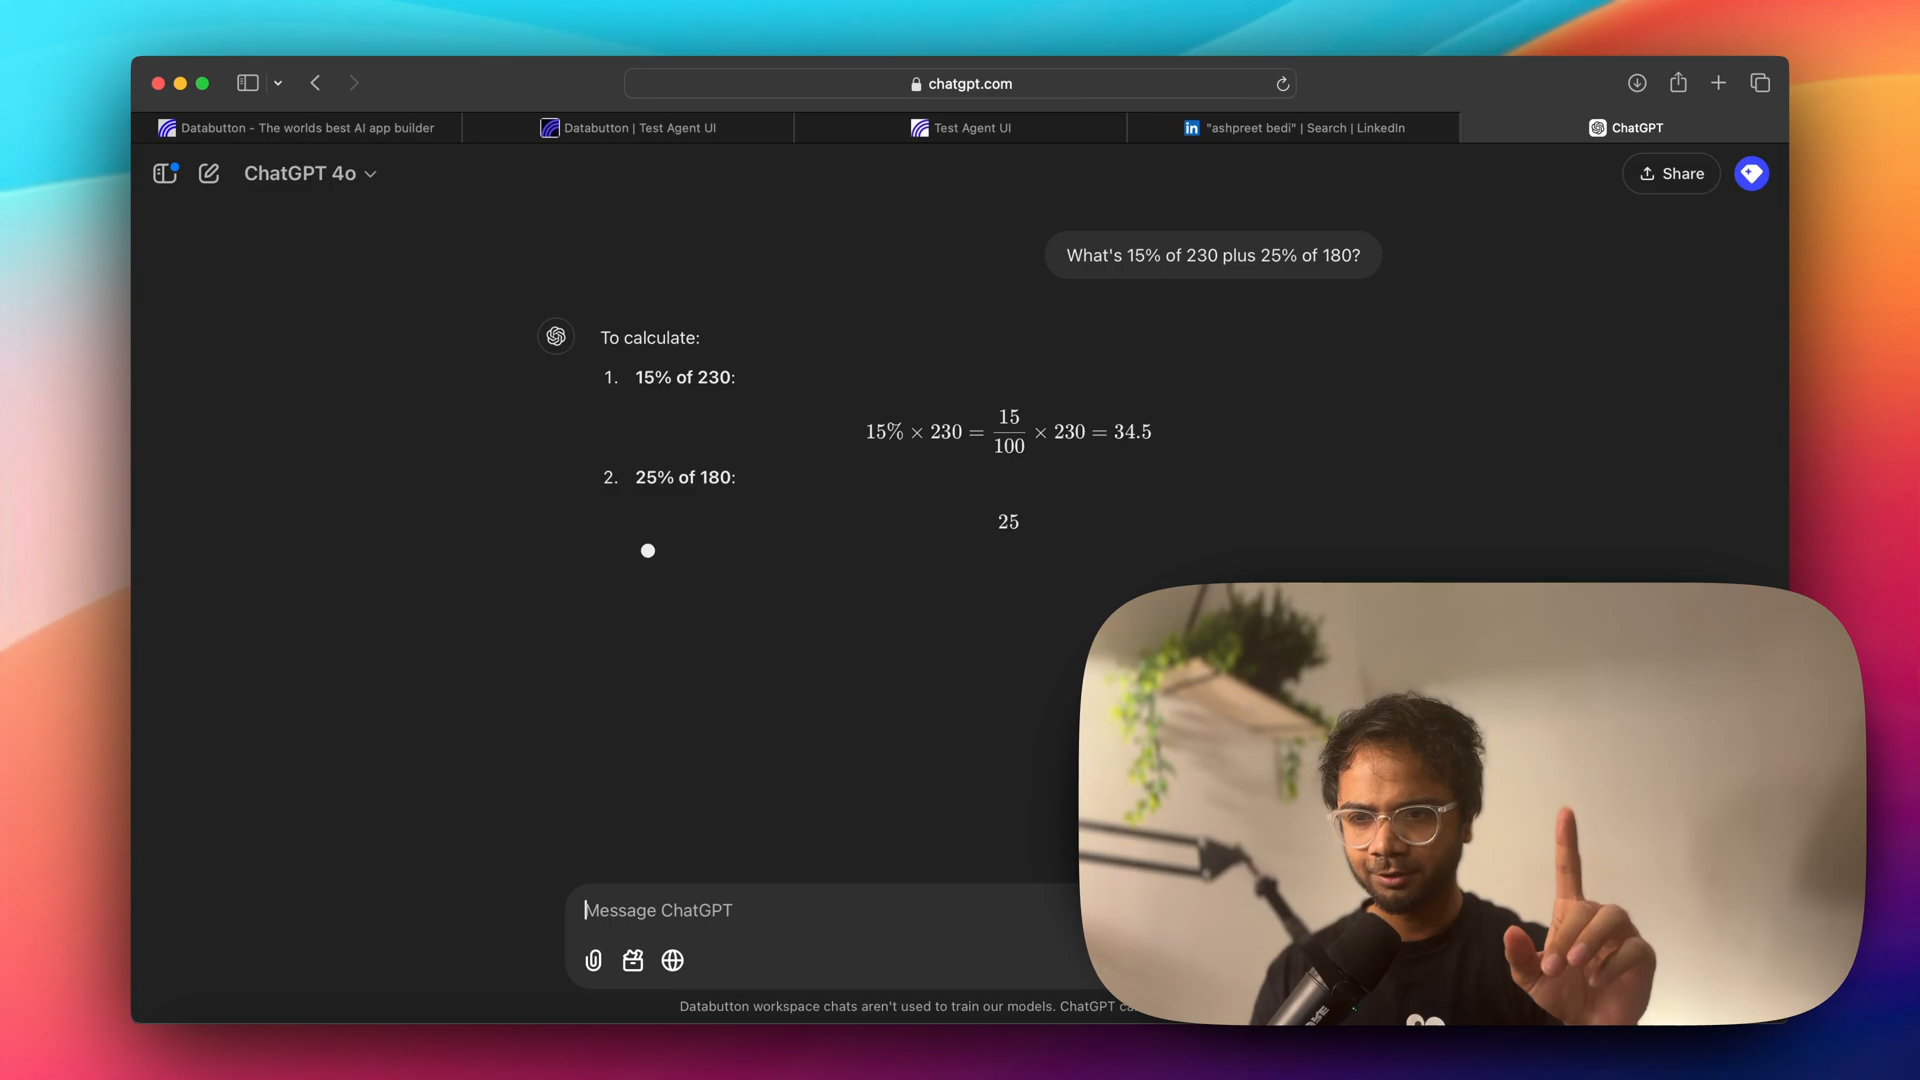 chatgpt.com
Databutton - The worlds best AI app builder
Databutton | Test Agent UI
Test Agent UI
in "ashpreet bedi" | Search | LinkedIn
ChatGPT
ChatGPT 4o
Share
What's 15% of 230 plus 25% of 180?
To calculate:
1. 15% of 230:
15% × 230 = 15/100 × 230 = 34.5
2. 25% of 180:
25
Message ChatGPT
Databutton workspace chats aren't used to train our models. ChatGPT